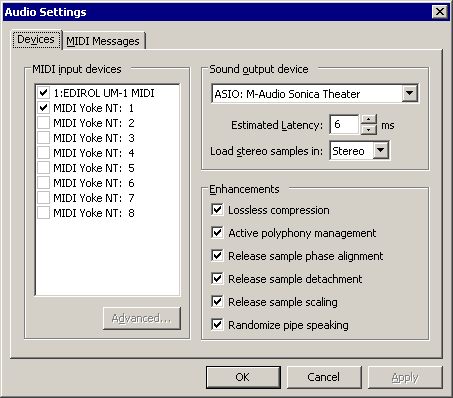 Audio Settings
Devices
MIDI Messages
MIDI input devices
1:EDIROL UM-1 MIDI
MIDI Yoke NT: 1
MIDI Yoke NT: 2
MIDI Yoke NT: 3
MIDI Yoke NT: 4
MIDI Yoke NT: 5
MIDI Yoke NT: 6
MIDI Yoke NT: 7
MIDI Yoke NT: 8
Advanced...
Sound output device
ASIO: M-Audio Sonica Theater
Estimated Latency: 6 ms
Load stereo samples in: Stereo
Enhancements
Lossless compression
Active polyphony management
Release sample phase alignment
Release sample detachment
Release sample scaling
Randomize pipe speaking
OK
Cancel
Apply